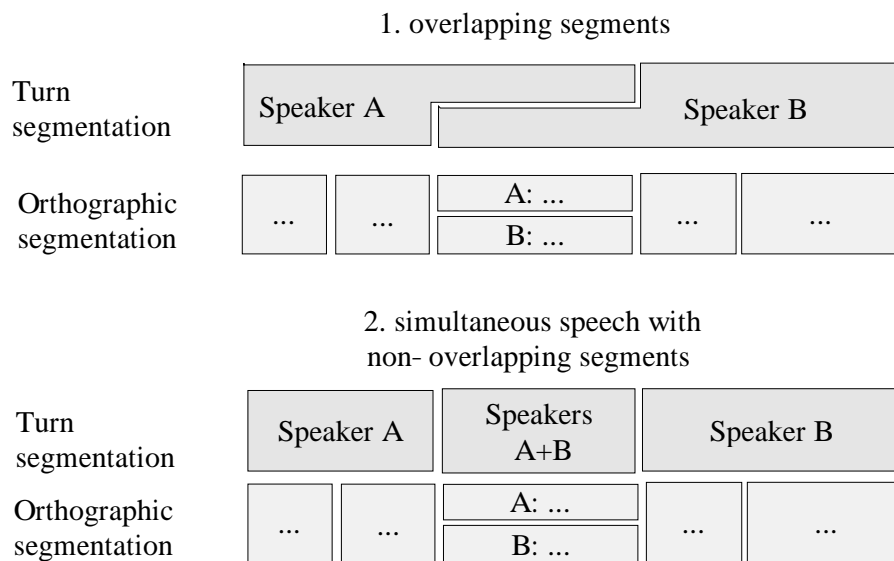 1. overlapping segments
Turn
segmentation
Speaker A
Speaker B
Orthographic
segmentation
...
...
A: ...
B: ...
...
...
2. simultaneous speech with
non- overlapping segments
Turn
segmentation
Speaker A
Speakers
A+B
Speaker B
Orthographic
segmentation
...
...
A: ...
B: ...
...
...